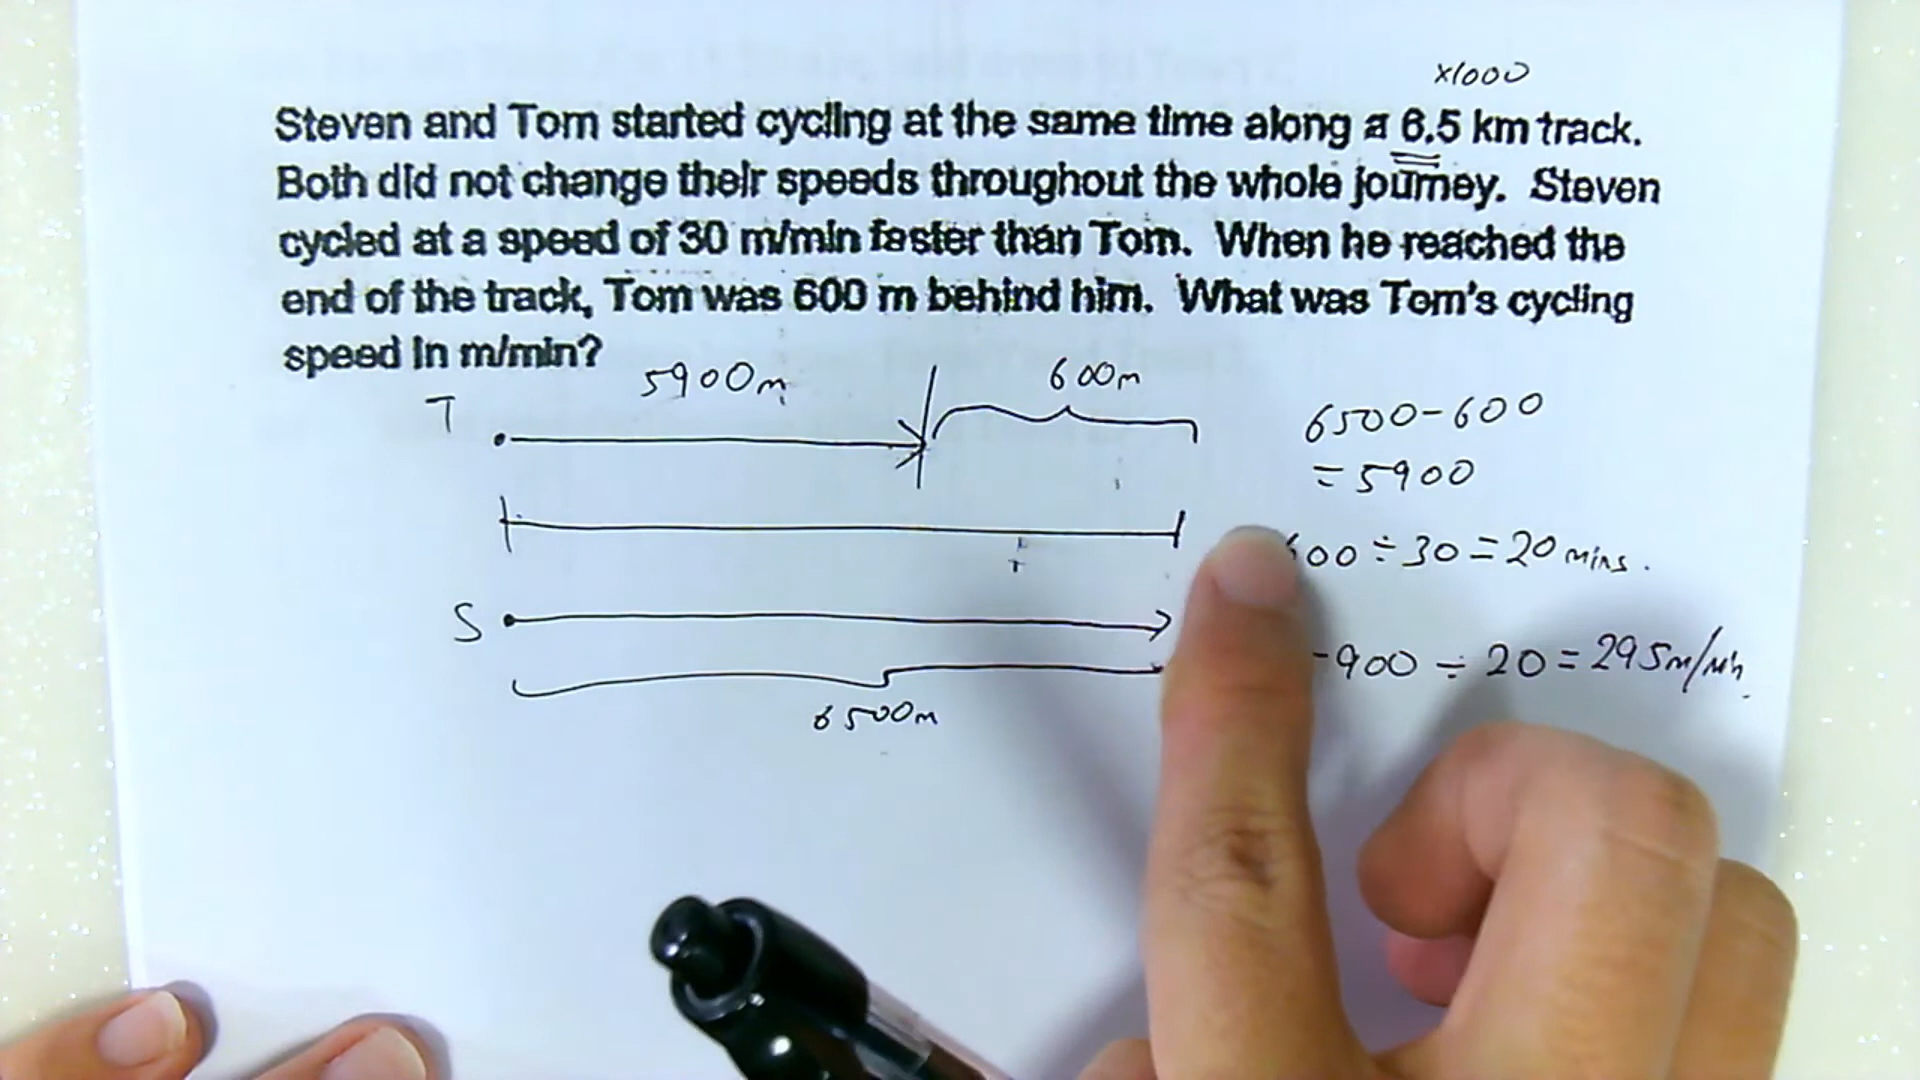 x1000
Steven and Tom started cycling at the same time along a 6.5 km track.
Both did not change their speeds throughout the whole journey. Steven
cycled at a speed of 30 m/min faster than Tom. When he reached the
end of the track, Tom was 600 m behind him. What was Tom's cycling
speed in m/min?
5900m
600m
T
6500-600
= 5900
600 ÷ 30 = 20 mins.
S
900 ÷ 20 = 295m/min
6500m